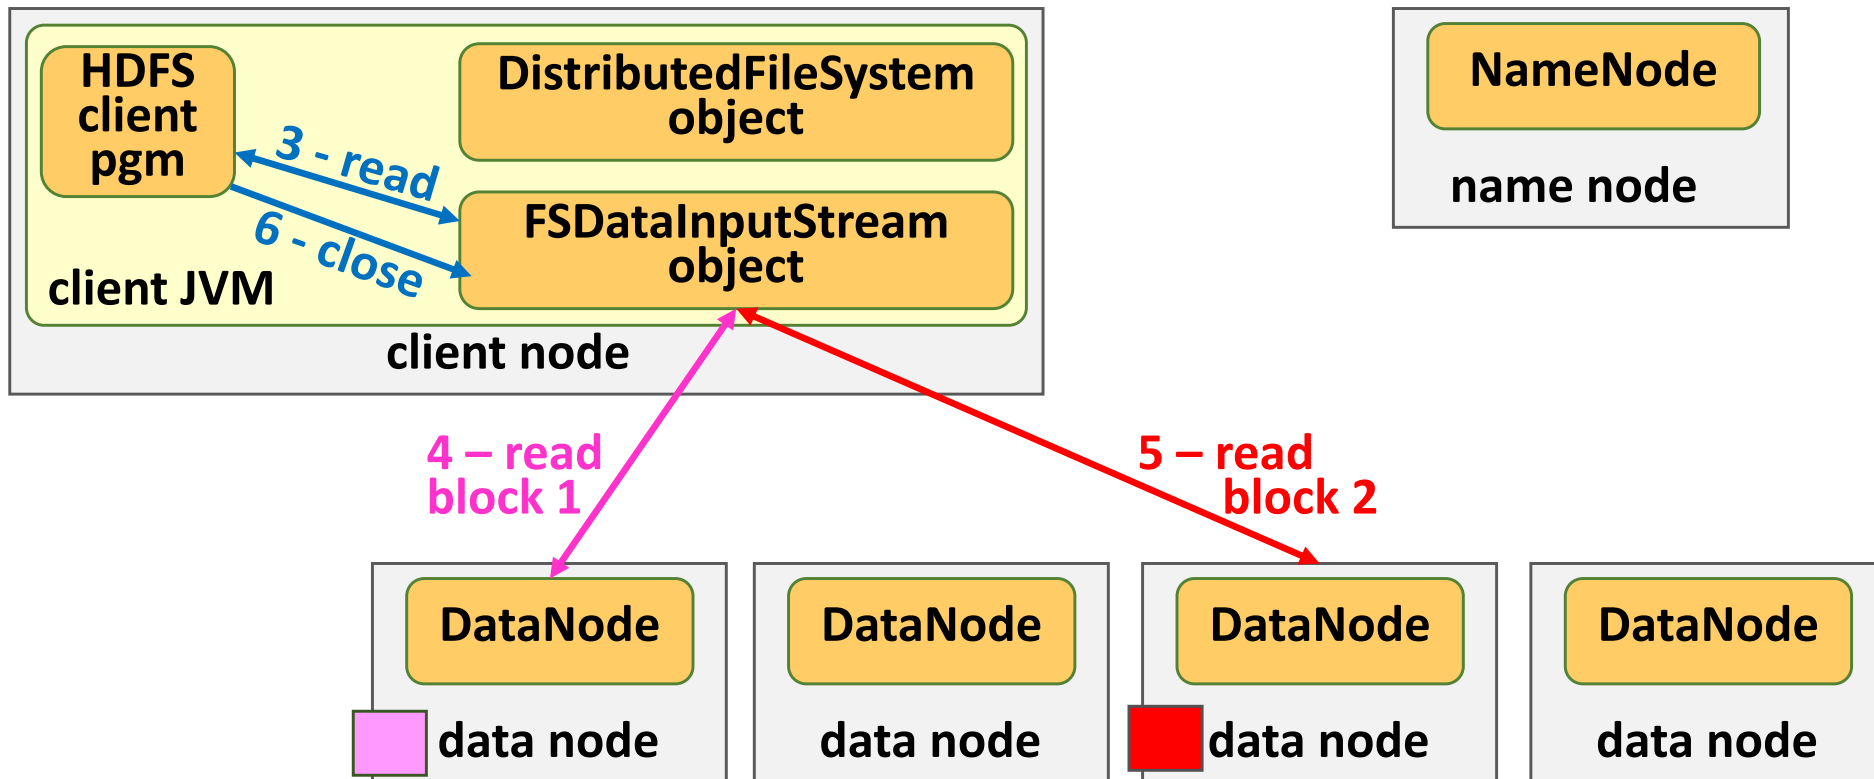 HDFS
client
pgm
3 - read
6 - close
client JVM
DistributedFileSystem
object
FSDataInputStream
object
client node
NameNode
name node
4 – read
block 1
5 – read
block 2
DataNode
data node
DataNode
data node
DataNode
data node
DataNode
data node